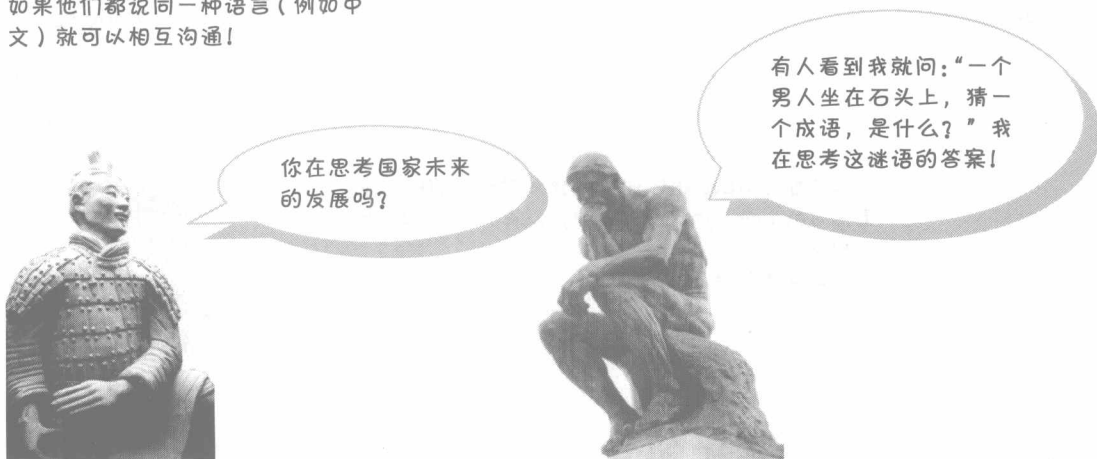 如果他们都说同一种语言（例如中
文）就可以相互沟通！
你在思考国家未来
的发展吗？
有人看到我就问：“一个
男人坐在石头上，猜一
个成语，是什么？”我
在思考这谜语的答案！